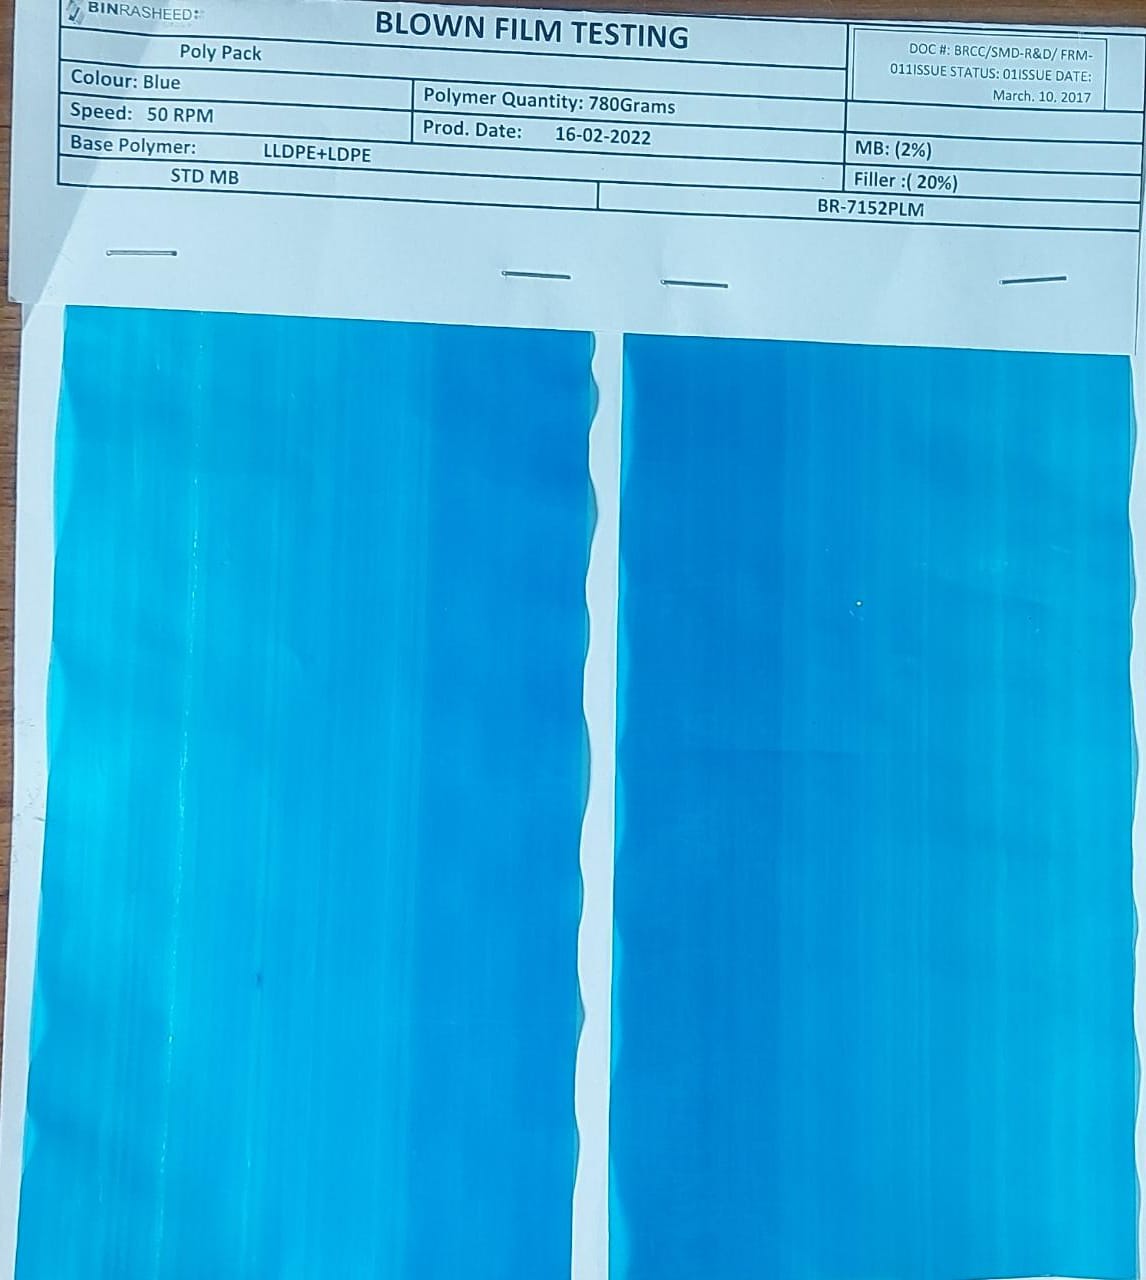 BINRASHEED
BLOWN FILM TESTING
DOC #: BRCC/SMD-R&D/ FRM-
011ISSUE STATUS: 01ISSUE DATE:
March. 10, 2017
Poly Pack
Colour: Blue
Polymer Quantity: 780Grams
Speed: 50 RPM
Prod. Date: 16-02-2022
MB: (2%)
Base Polymer: LLDPE+LDPE
Filler :( 20%)
STD MB
BR-7152PLM